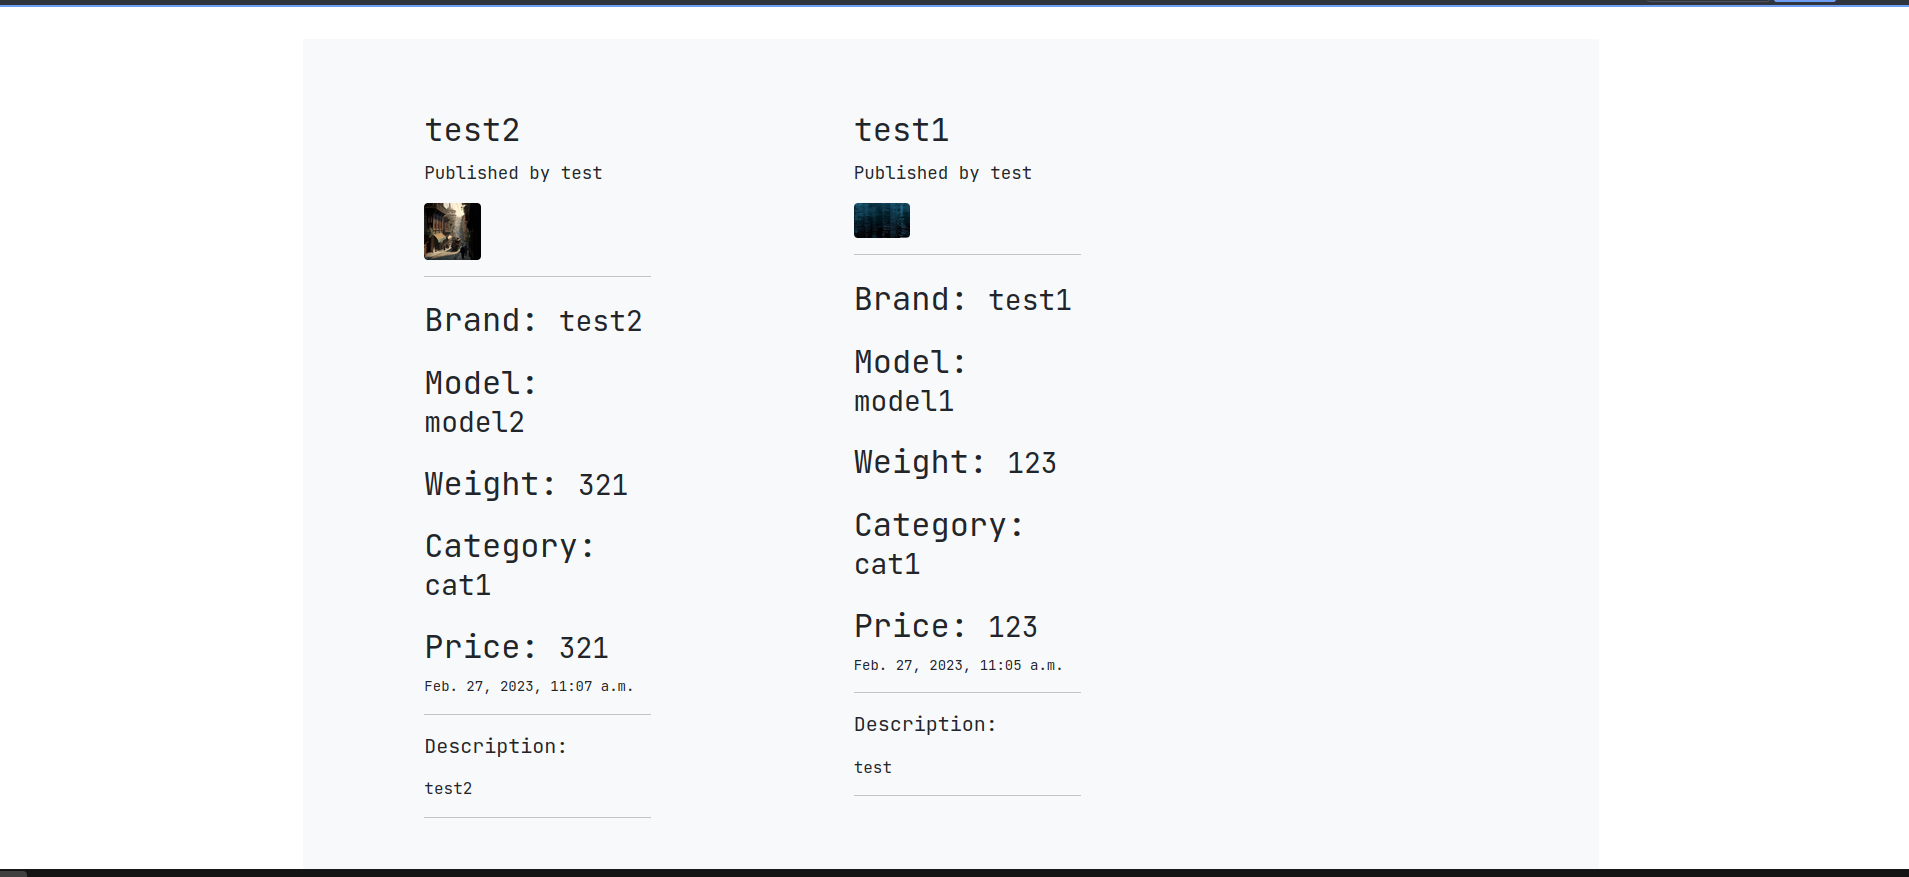 test2
Published by test
Brand: test2
Model:
model2
Weight: 321
Category:
cat1
Price: 321
Feb. 27, 2023, 11:07 a.m.
Description:
test2
test1
Published by test
Brand: test1
Model:
model1
Weight: 123
Category:
cat1
Price: 123
Feb. 27, 2023, 11:05 a.m.
Description:
test